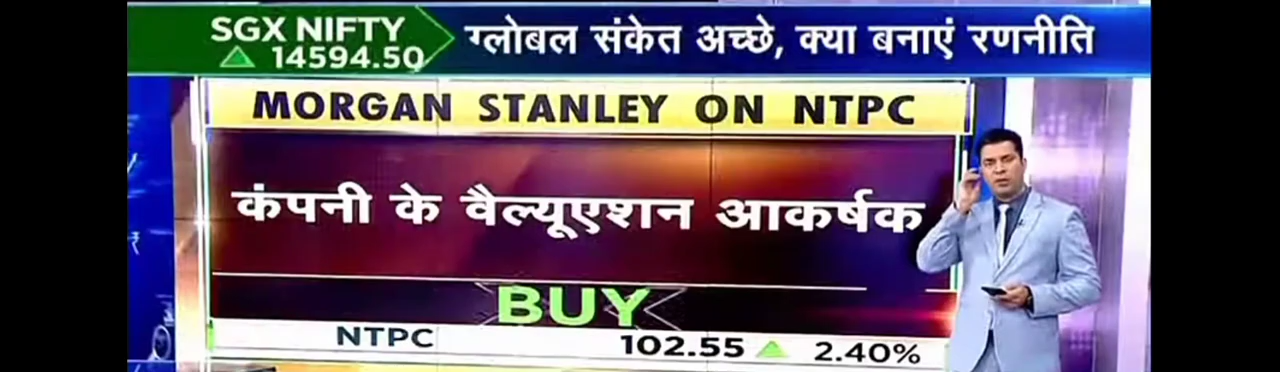 SGX NIFTY
14594.50
ग्लोबल संकेत अच्छे, क्या बनाएं रणनीति
MORGAN STANLEY ON NTPC
कंपनी के वैल्यूएशन आकर्षक
BUY
NTPC 102.55 2.40%